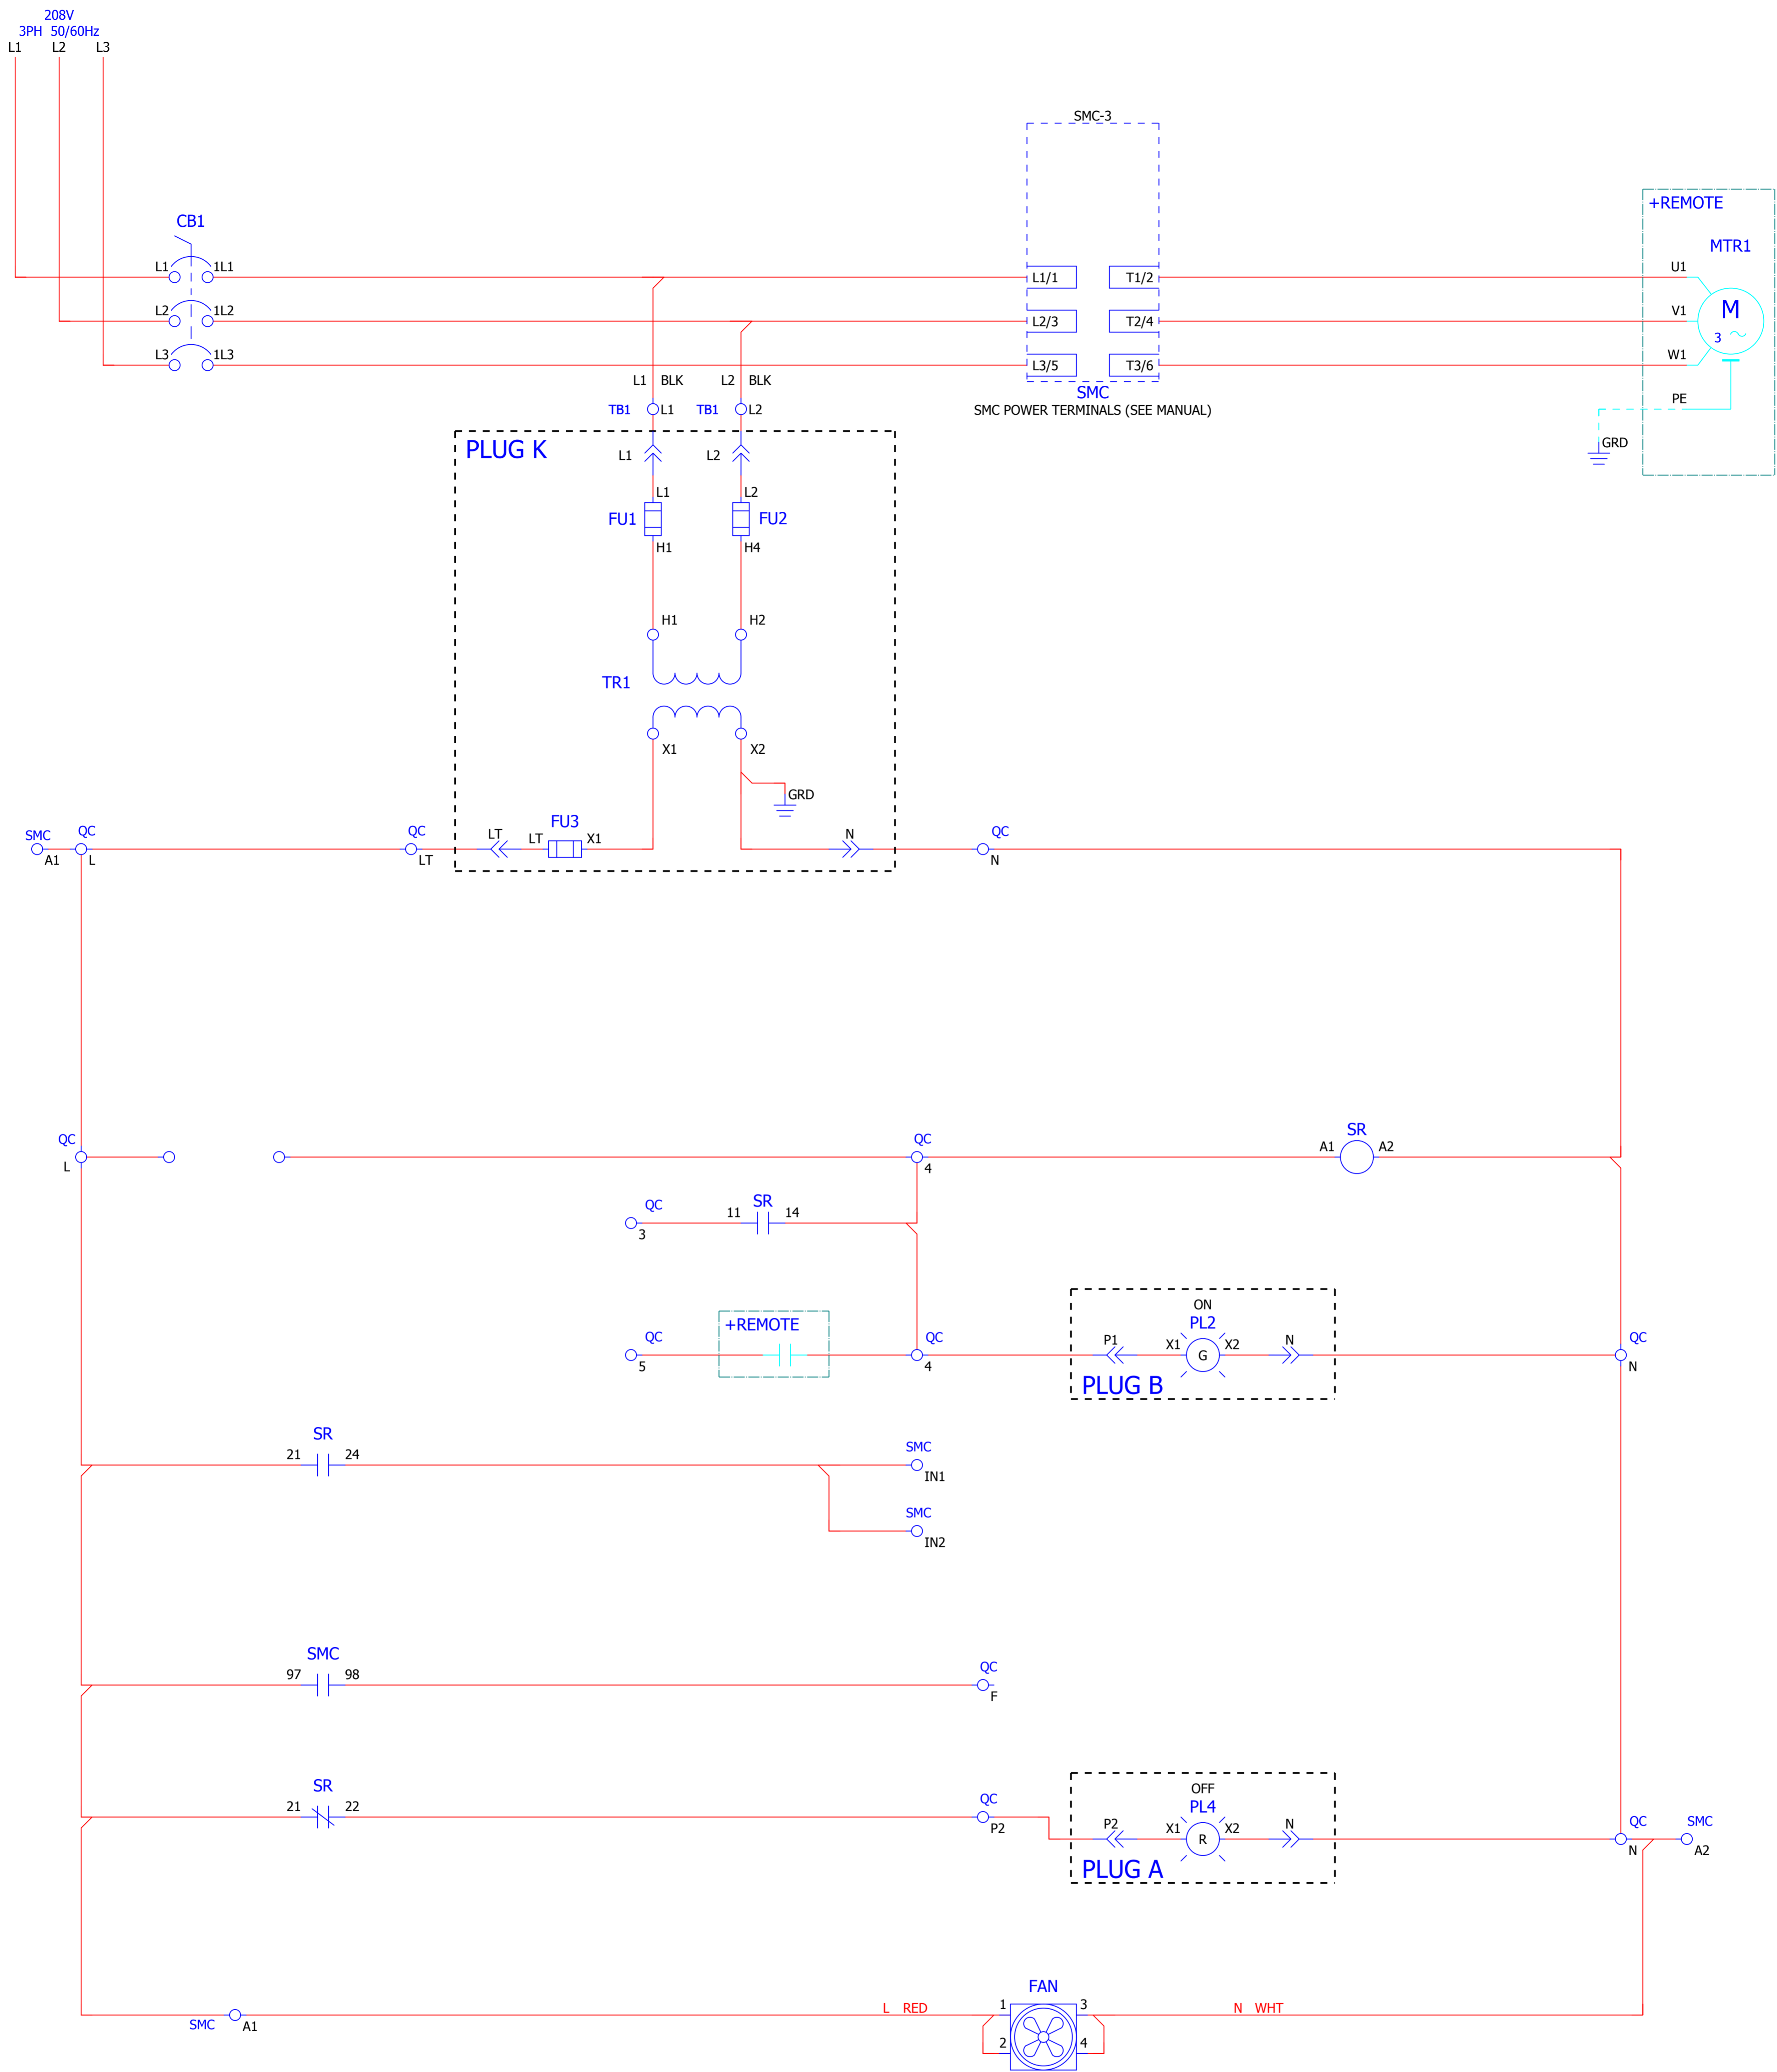 208V
3PH 50/60Hz
L1 L2 L3
SMC-3
+REMOTE
CB1
MTR1
L1 1L1 L1/1 T1/2 U1
M
L2 1L2 L2/3 T2/4 V1
3
L3 1L3 L3/5 T3/6 W1
L1 BLK L2 BLK
SMC
SMC POWER TERMINALS (SEE MANUAL)
PE
TB1 L1 TB1 L2
GRD
PLUG K
L1 L2
L1 L2
FU1 FU2
H1 H4
H1 H2
TR1
X1 X2
GRD
FU3
SMC QC QC LT LT X1 N QC
A1 L LT N
QC QC SR
A1 A2
L 4
QC SR
11 14
3
ON
+REMOTE PL2
QC QC P1 X1 X2 N QC
G
5 4 N
PLUG B
SR
21 24 SMC
IN1
SMC
IN2
SMC
97 98 QC
F
SR OFF
21 22 QC PL4
P2 P2 X1 X2 N QC SMC
R
N A2
PLUG A
FAN
L RED 1 3 N WHT
SMC A1
2 4